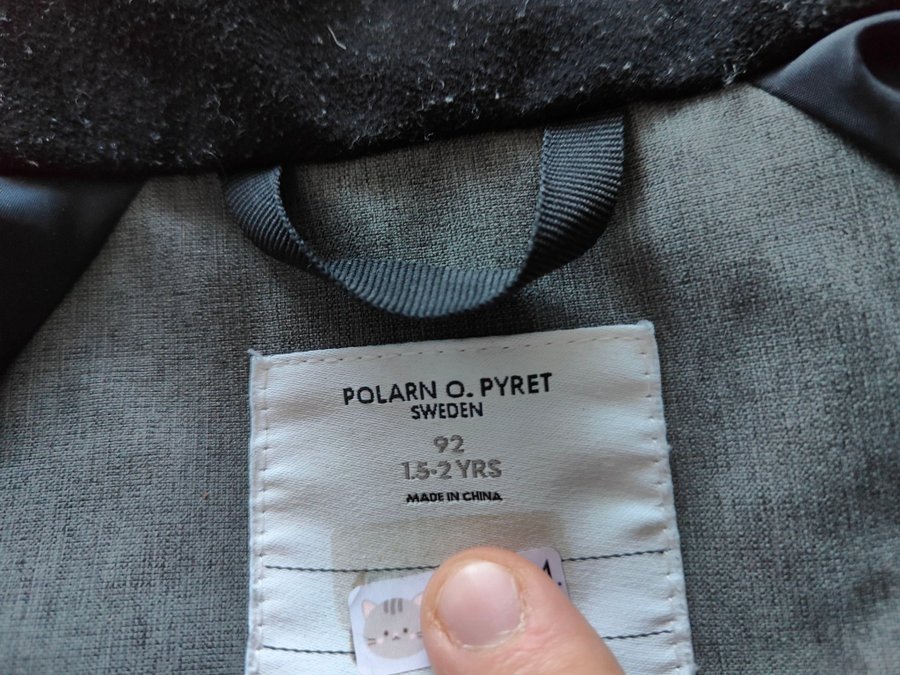 POLARN O. PYRET
SWEDEN
92
1.5-2 YRS
MADE IN CHINA